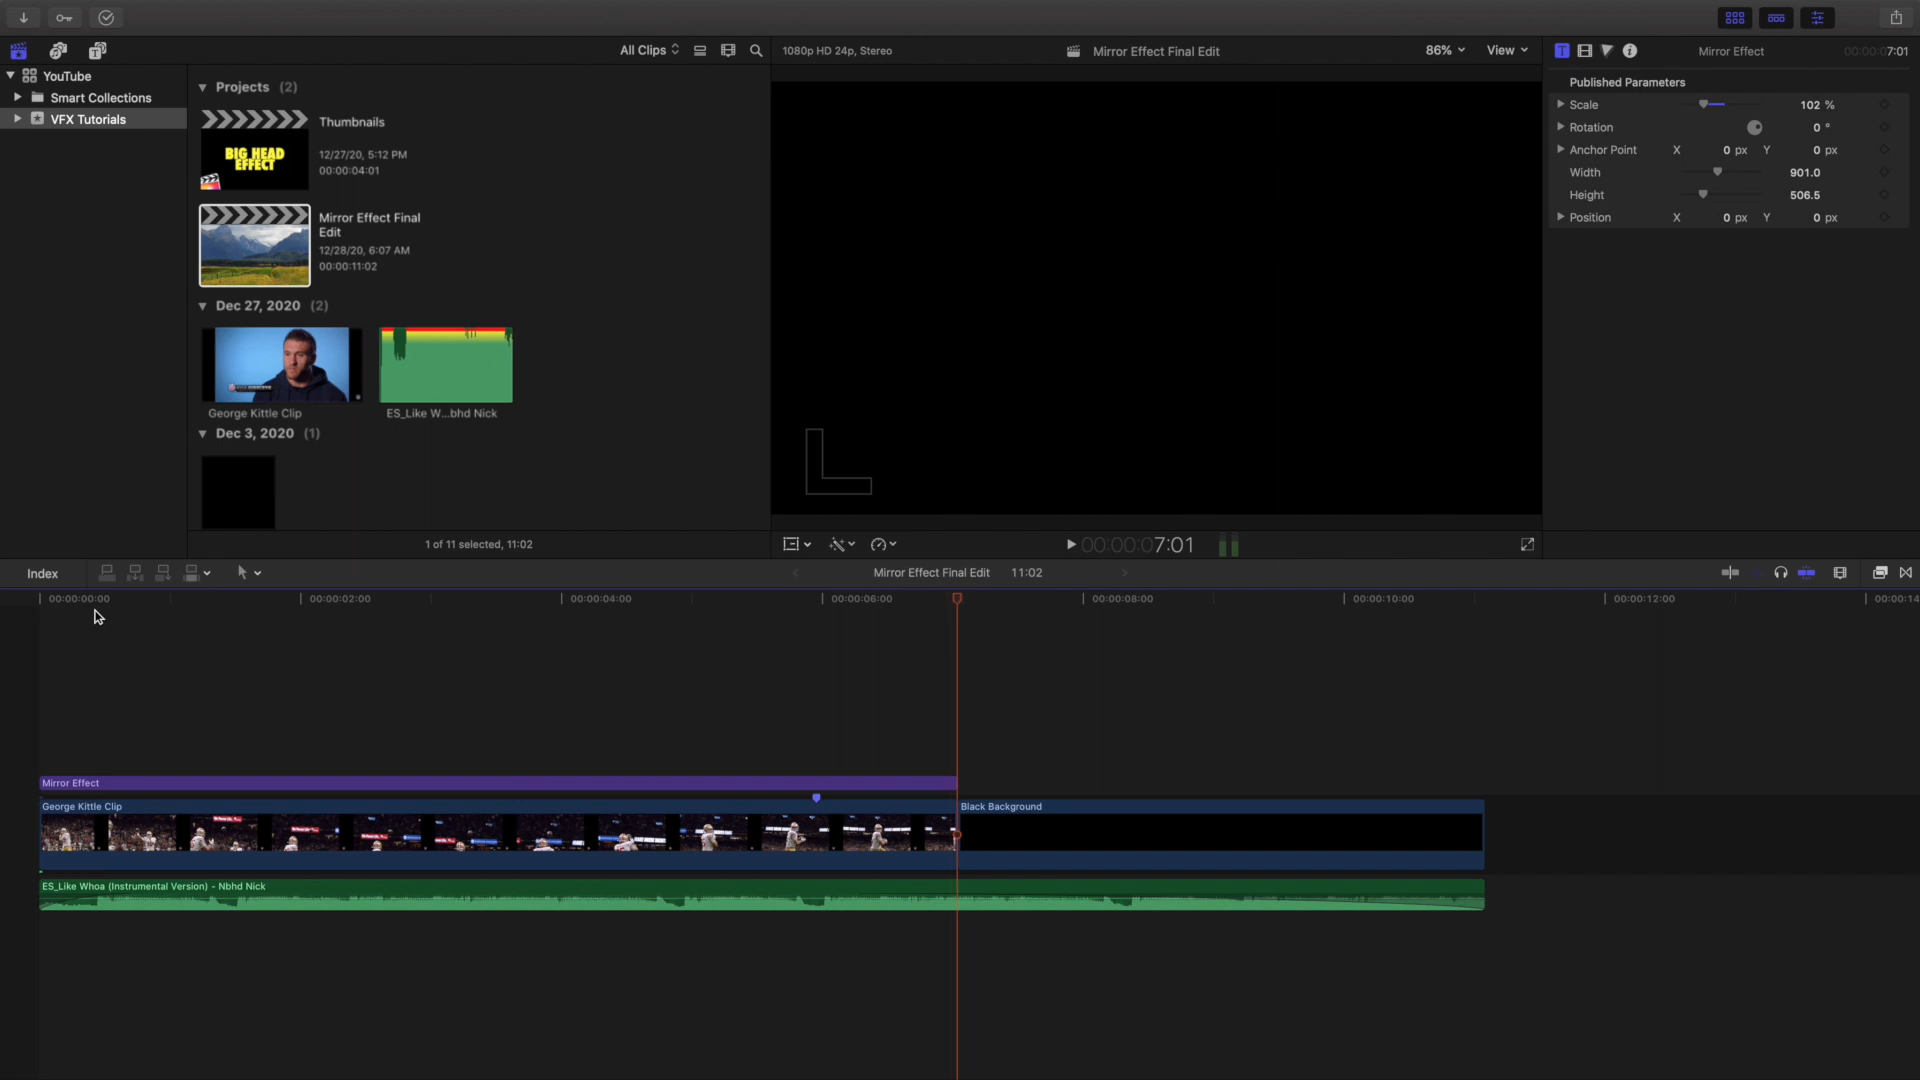 All Clips
1080p HD 24p, Stereo
Mirror Effect Final Edit
86%
View
Mirror Effect
00:00:07:01
YouTube
Smart Collections
VFX Tutorials
Projects (2)
Thumbnails
12/27/20, 5:12 PM
00:00:04:01
BIG HEAD
EFFECT
Mirror Effect Final
Edit
12/28/20, 6:07 AM
00:00:11:02
Dec 27, 2020 (2)
George Kittle Clip
ES_Like W...bhd Nick
Dec 3, 2020 (1)
1 of 11 selected, 11:02
Published Parameters
Scale 102 %
Rotation 0 °
Anchor Point X 0 px Y 0 px
Width 901.0
Height 506.5
Position X 0 px Y 0 px
00:00:07:01
Index
Mirror Effect Final Edit 11:02
00:00:00:00 00:00:02:00 00:00:04:00 00:00:06:00 00:00:08:00 00:00:10:00 00:00:12:00 00:00:14
Mirror Effect
George Kittle Clip
Black Background
ES_Like Whoa (Instrumental Version) - Nbhd Nick